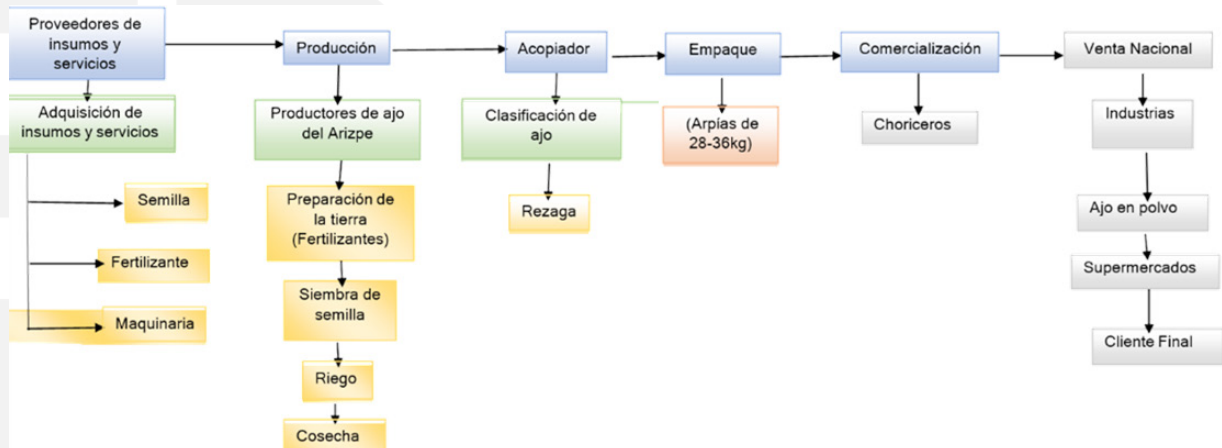 Proveedores de
insumos y
servicios
Producción
Acopiador
Empaque
Comercialización
Venta Nacional
Adquisición de
insumos y servicios
Semilla
Fertilizante
Maquinaria
Productores de ajo
del Arizpe
Preparación de
la tierra
(Fertilizantes)
Siembra de
semilla
Riego
Cosecha
Clasificación de
ajo
Rezaga
(Arpías de
28-36kg)
Choriceros
Industrias
Ajo en polvo
Supermercados
Cliente Final